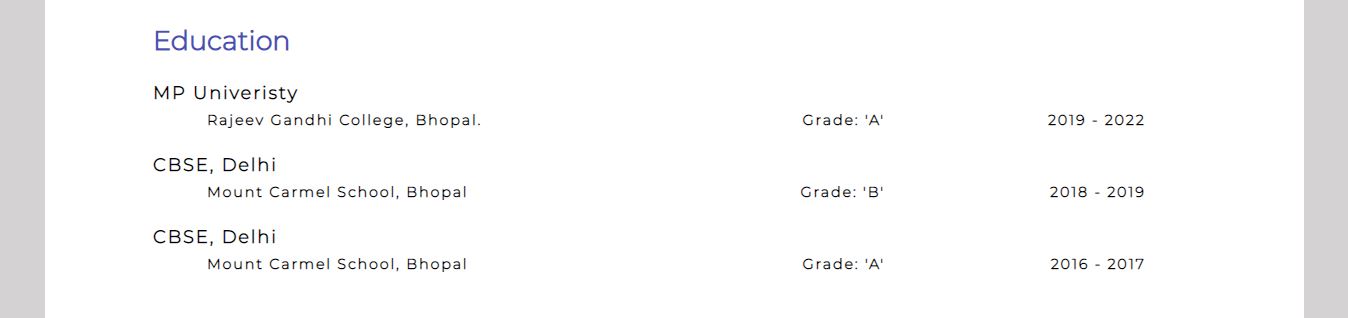 Education
MP Univeristy
Rajeev Gandhi College, Bhopal. Grade: 'A' 2019 - 2022
CBSE, Delhi
Mount Carmel School, Bhopal Grade: 'B' 2018 - 2019
CBSE, Delhi
Mount Carmel School, Bhopal Grade: 'A' 2016 - 2017